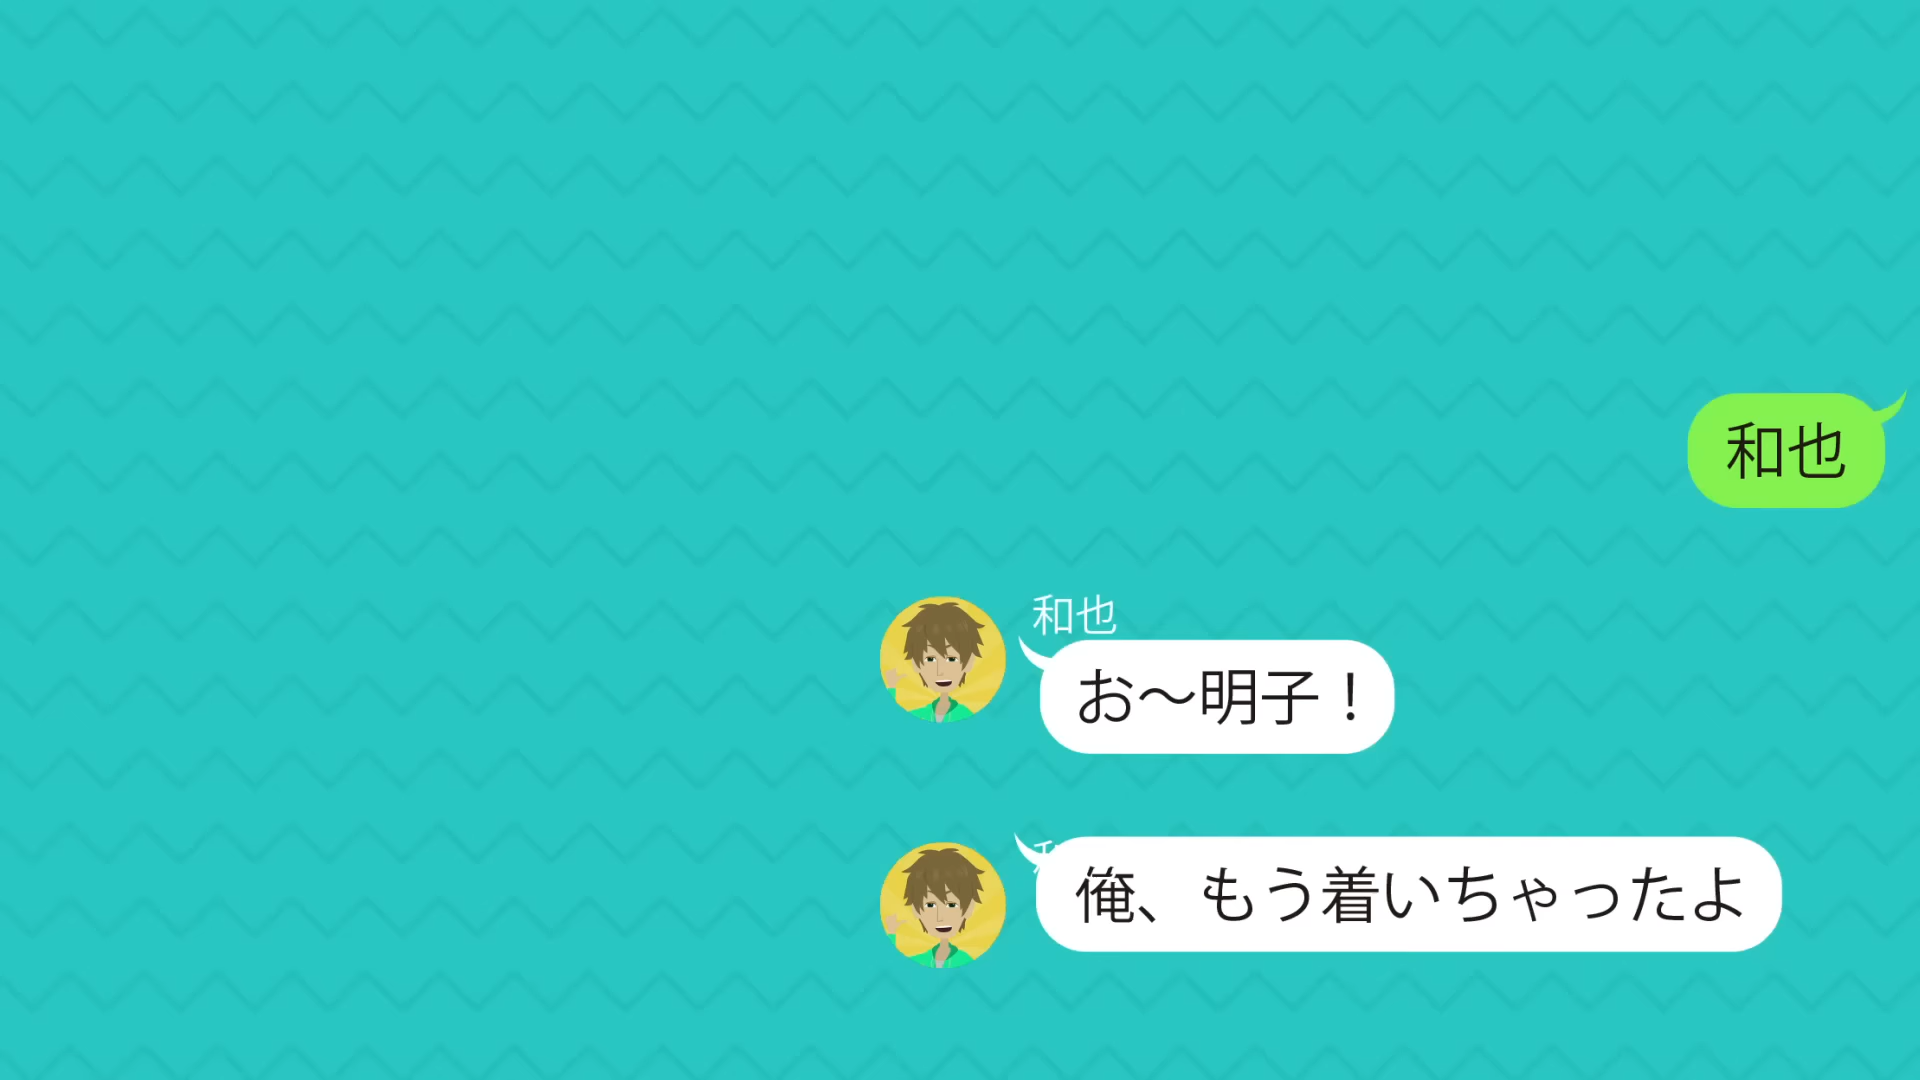 和也
和也
お〜明子！
俺、もう着いちゃったよ